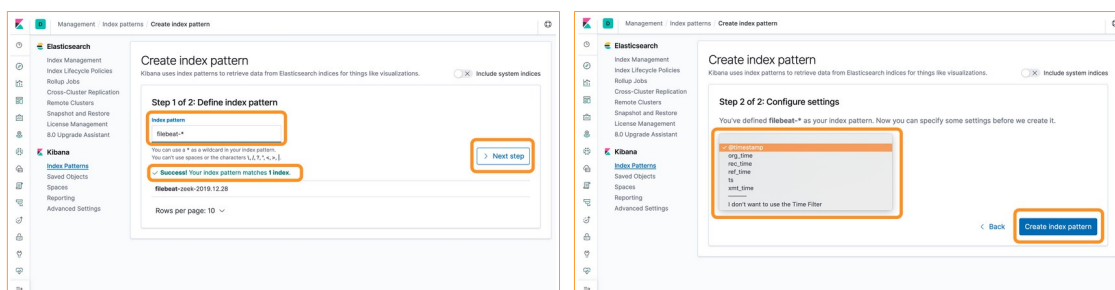 Management / Index patterns / Create index pattern
Elasticsearch
Index Management
Index Lifecycle Policies
Rollup Jobs
Cross-Cluster Replication
Remote Clusters
Snapshot and Restore
License Management
8.0 Upgrade Assistant
Kibana
Index Patterns
Saved Objects
Spaces
Reporting
Advanced Settings
Create index pattern
Kibana uses index patterns to retrieve data from Elasticsearch indices for things like visualizations.
Include system indices
Step 1 of 2: Define index pattern
Index pattern
filebeat-*
You can use a * as a wildcard in your index pattern.
You can't use spaces or the characters \, /, ?, ", <, >, |.
Next step
Success! Your index pattern matches 1 index.
filebeat-zeek-2019.12.28
Rows per page: 10
Management / Index patterns / Create index pattern
Elasticsearch
Index Management
Index Lifecycle Policies
Rollup Jobs
Cross-Cluster Replication
Remote Clusters
Snapshot and Restore
License Management
8.0 Upgrade Assistant
Kibana
Index Patterns
Saved Objects
Spaces
Reporting
Advanced Settings
Create index pattern
Kibana uses index patterns to retrieve data from Elasticsearch indices for things like visualizations.
Include system indices
Step 2 of 2: Configure settings
You've defined filebeat-* as your index pattern. Now you can specify some settings before we create it.
@timestamp
org_time
rec_time
ref_time
ts
xmt_time
I don't want to use the Time Filter
Back
Create index pattern